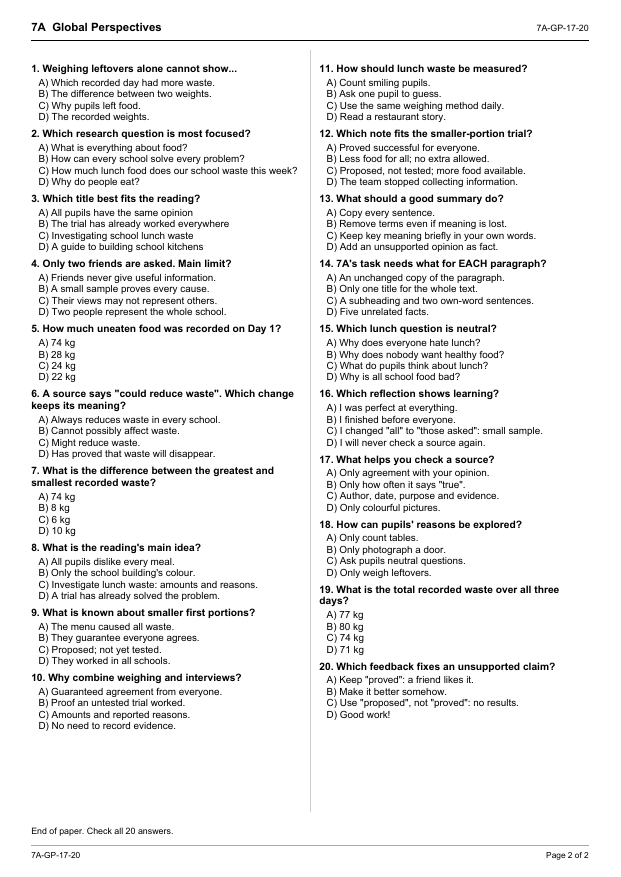 7A Global Perspectives
7A-GP-17-20
1. Weighing leftovers alone cannot show...
A) Which recorded day had more waste.
B) The difference between two weights.
C) Why pupils left food.
D) The recorded weights.
2. Which research question is most focused?
A) What is everything about food?
B) How can every school solve every problem?
C) How much lunch food does our school waste this week?
D) Why do people eat?
3. Which title best fits the reading?
A) All pupils have the same opinion
B) The trial has already worked everywhere
C) Investigating school lunch waste
D) A guide to building school kitchens
4. Only two friends are asked. Main limit?
A) Friends never give useful information.
B) A small sample proves every cause.
C) Their views may not represent others.
D) Two people represent the whole school.
5. How much uneaten food was recorded on Day 1?
A) 74 kg
B) 28 kg
C) 24 kg
D) 22 kg
6. A source says "could reduce waste". Which change
keeps its meaning?
A) Always reduces waste in every school.
B) Cannot possibly affect waste.
C) Might reduce waste.
D) Has proved that waste will disappear.
7. What is the difference between the greatest and
smallest recorded waste?
A) 74 kg
B) 8 kg
C) 6 kg
D) 10 kg
8. What is the reading's main idea?
A) All pupils dislike every meal.
B) Only the school building's colour.
C) Investigate lunch waste: amounts and reasons.
D) A trial has already solved the problem.
9. What is known about smaller first portions?
A) The menu caused all waste.
B) They guarantee everyone agrees.
C) Proposed; not yet tested.
D) They worked in all schools.
10. Why combine weighing and interviews?
A) Guaranteed agreement from everyone.
B) Proof an untested trial worked.
C) Amounts and reported reasons.
D) No need to record evidence.
11. How should lunch waste be measured?
A) Count smiling pupils.
B) Ask one pupil to guess.
C) Use the same weighing method daily.
D) Read a restaurant story.
12. Which note fits the smaller-portion trial?
A) Proved successful for everyone.
B) Less food for all; no extra allowed.
C) Proposed, not tested; more food available.
D) The team stopped collecting information.
13. What should a good summary do?
A) Copy every sentence.
B) Remove terms even if meaning is lost.
C) Keep key meaning briefly in your own words.
D) Add an unsupported opinion as fact.
14. 7A's task needs what for EACH paragraph?
A) An unchanged copy of the paragraph.
B) Only one title for the whole text.
C) A subheading and two own-word sentences.
D) Five unrelated facts.
15. Which lunch question is neutral?
A) Why does everyone hate lunch?
B) Why does nobody want healthy food?
C) What do pupils think about lunch?
D) Why is all school food bad?
16. Which reflection shows learning?
A) I was perfect at everything.
B) I finished before everyone.
C) I changed "all" to "those asked": small sample.
D) I will never check a source again.
17. What helps you check a source?
A) Only agreement with your opinion.
B) Only how often it says "true".
C) Author, date, purpose and evidence.
D) Only colourful pictures.
18. How can pupils' reasons be explored?
A) Only count tables.
B) Only photograph a door.
C) Ask pupils neutral questions.
D) Only weigh leftovers.
19. What is the total recorded waste over all three
days?
A) 77 kg
B) 80 kg
C) 74 kg
D) 71 kg
20. Which feedback fixes an unsupported claim?
A) Keep "proved": a friend likes it.
B) Make it better somehow.
C) Use "proposed", not "proved": no results.
D) Good work!
End of paper. Check all 20 answers.
7A-GP-17-20
Page 2 of 2